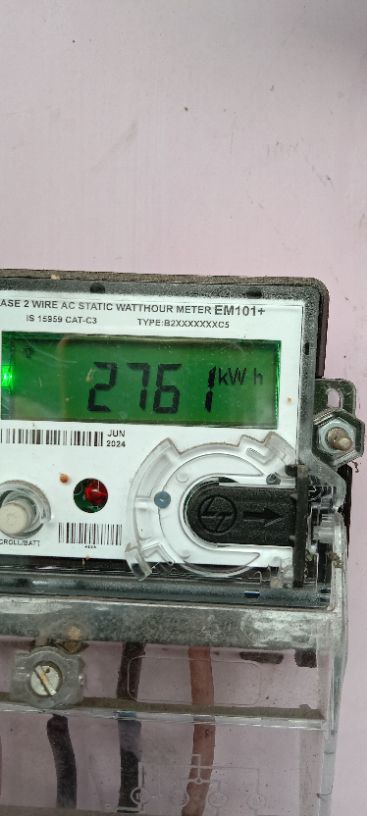 ASE 2 WIRE AC STATIC WATTHOUR METER EM101+
IS 15959 CAT-C3 TYPE:B2XXXXXXXC5
2761 kWh
JUN
2024
CROLL/BATT